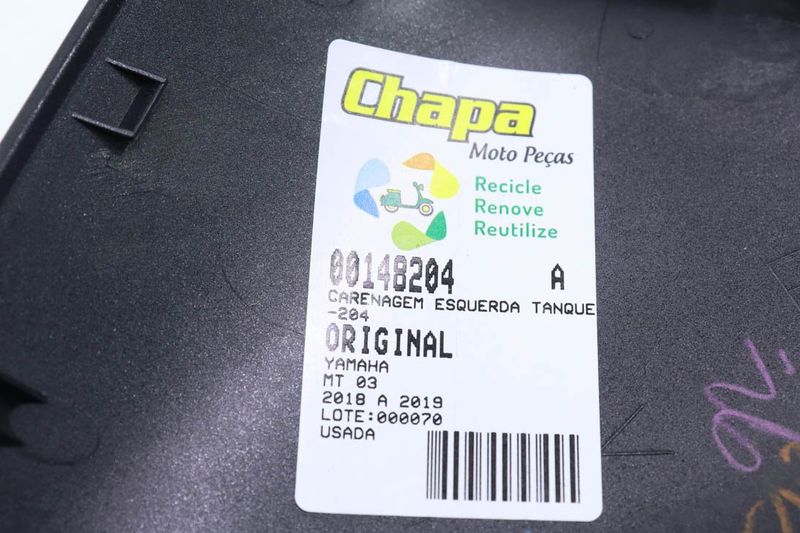 Chapa
Moto Peças
Recicle
Renove
Reutilize
00148204 A
CARENAGEM ESQUERDA TANQUE
-204
ORIGINAL
YAMAHA
MT 03
2018 A 2019
LOTE:000070
USADA